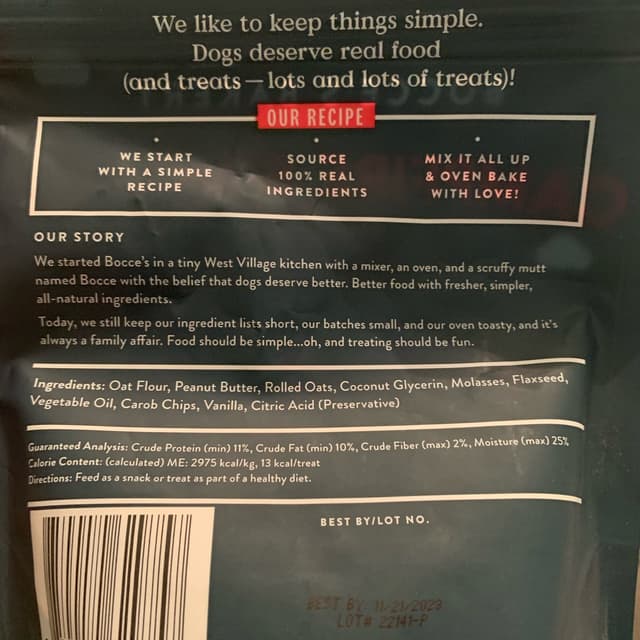 We like to keep things simple.
Dogs deserve real food
(and treats—lots and lots of treats)!
OUR RECIPE
WE START
WITH A SIMPLE
RECIPE
SOURCE
100% REAL
INGREDIENTS
MIX IT ALL UP
& OVEN BAKE
WITH LOVE!
OUR STORY
We started Bocce's in a tiny West Village kitchen with a mixer, an oven, and a scruffy mutt
named Bocce with the belief that dogs deserve better. Better food with fresher, simpler,
all-natural ingredients.
Today, we still keep our ingredient lists short, our batches small, and our oven toasty, and it's
always a family affair. Food should be simple...oh, and treating should be fun.
Ingredients: Oat Flour, Peanut Butter, Rolled Oats, Coconut Glycerin, Molasses, Flaxseed,
Vegetable Oil, Carob Chips, Vanilla, Citric Acid (Preservative)
Guaranteed Analysis: Crude Protein (min) 11%, Crude Fat (min) 10%, Crude Fiber (max) 2%, Moisture (max) 25%
Calorie Content: (calculated) ME: 2975 kcal/kg, 13 kcal/treat
Directions: Feed as a snack or treat as part of a healthy diet.
BEST BY/LOT NO.
BEST BY 11/21/2023
LOT# 22141-P